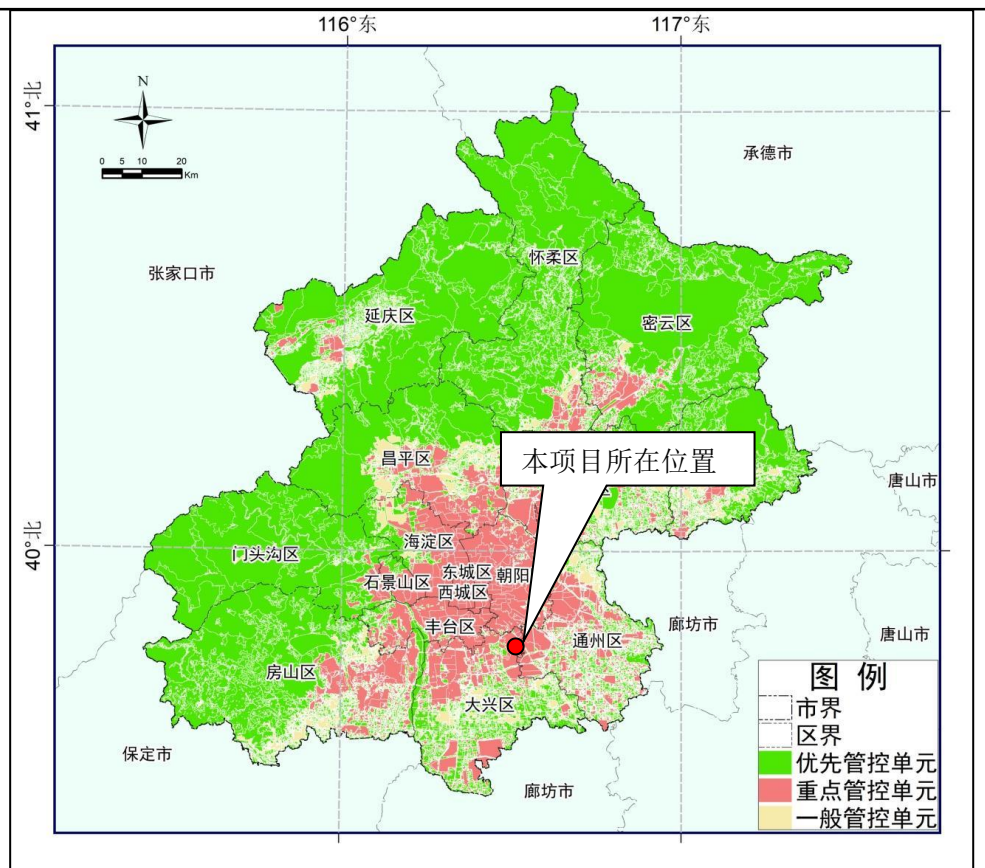 116°东
117°东
41°北
N
0 5 10 20
Km
承德市
怀柔区
张家口市
延庆区
密云区
本项目所在位置
昌平区
区
唐山市
40°北
海淀区
门头沟区
东城区
朝阳
石景山区
西城区
丰台区
通州区
廊坊市
唐山市
房山区
大兴区
保定市
廊坊市
图 例
市界
区界
优先管控单元
重点管控单元
一般管控单元